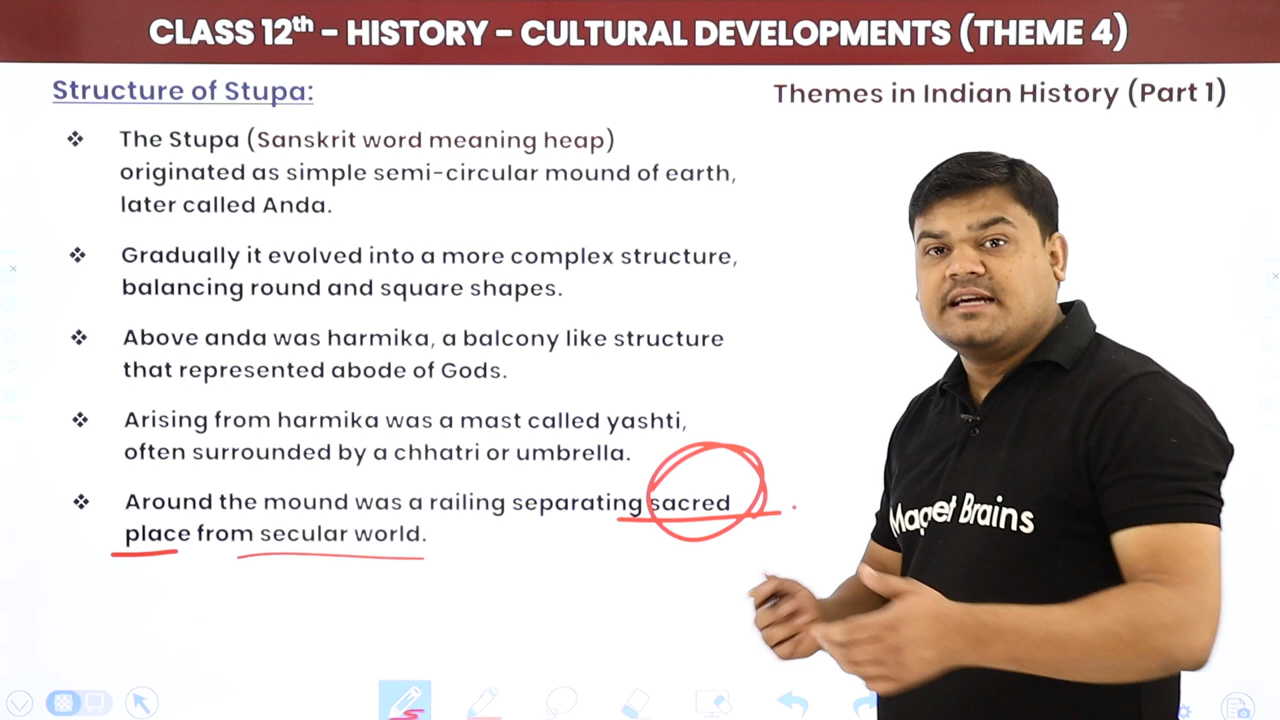 CLASS 12th - HISTORY - CULTURAL DEVELOPMENTS (THEME 4)
Structure of Stupa:
Themes in Indian History (Part 1)
❖ The Stupa (Sanskrit word meaning heap)
originated as simple semi-circular mound of earth,
later called Anda.
❖ Gradually it evolved into a more complex structure,
balancing round and square shapes.
❖ Above anda was harmika, a balcony like structure
that represented abode of Gods.
❖ Arising from harmika was a mast called yashti,
often surrounded by a chhatri or umbrella.
❖ Around the mound was a railing separating sacred
place from secular world.
Magnet Brains